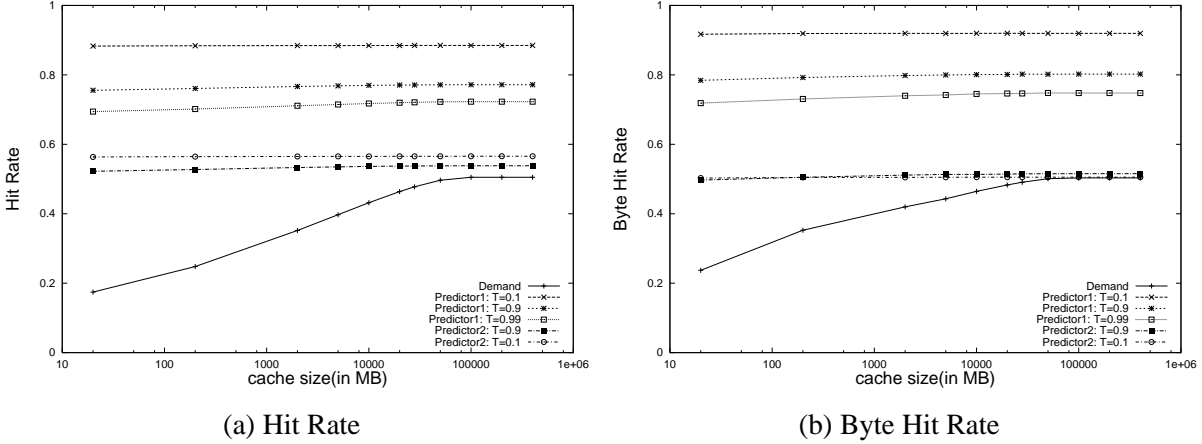 1
0.8
0.6
0.4
0.2
0
Hit Rate
10 100 1000 10000 100000 1e+06
cache size(in MB)
Demand
Predictor1: T=0.1
Predictor1: T=0.9
Predictor1: T=0.99
Predictor2: T=0.9
Predictor2: T=0.1
(a) Hit Rate
1
0.8
0.6
0.4
0.2
0
Byte Hit Rate
10 100 1000 10000 100000 1e+06
cache size(in MB)
Demand
Predictor1: T=0.1
Predictor1: T=0.9
Predictor1: T=0.99
Predictor2: T=0.9
Predictor2: T=0.1
(b) Byte Hit Rate